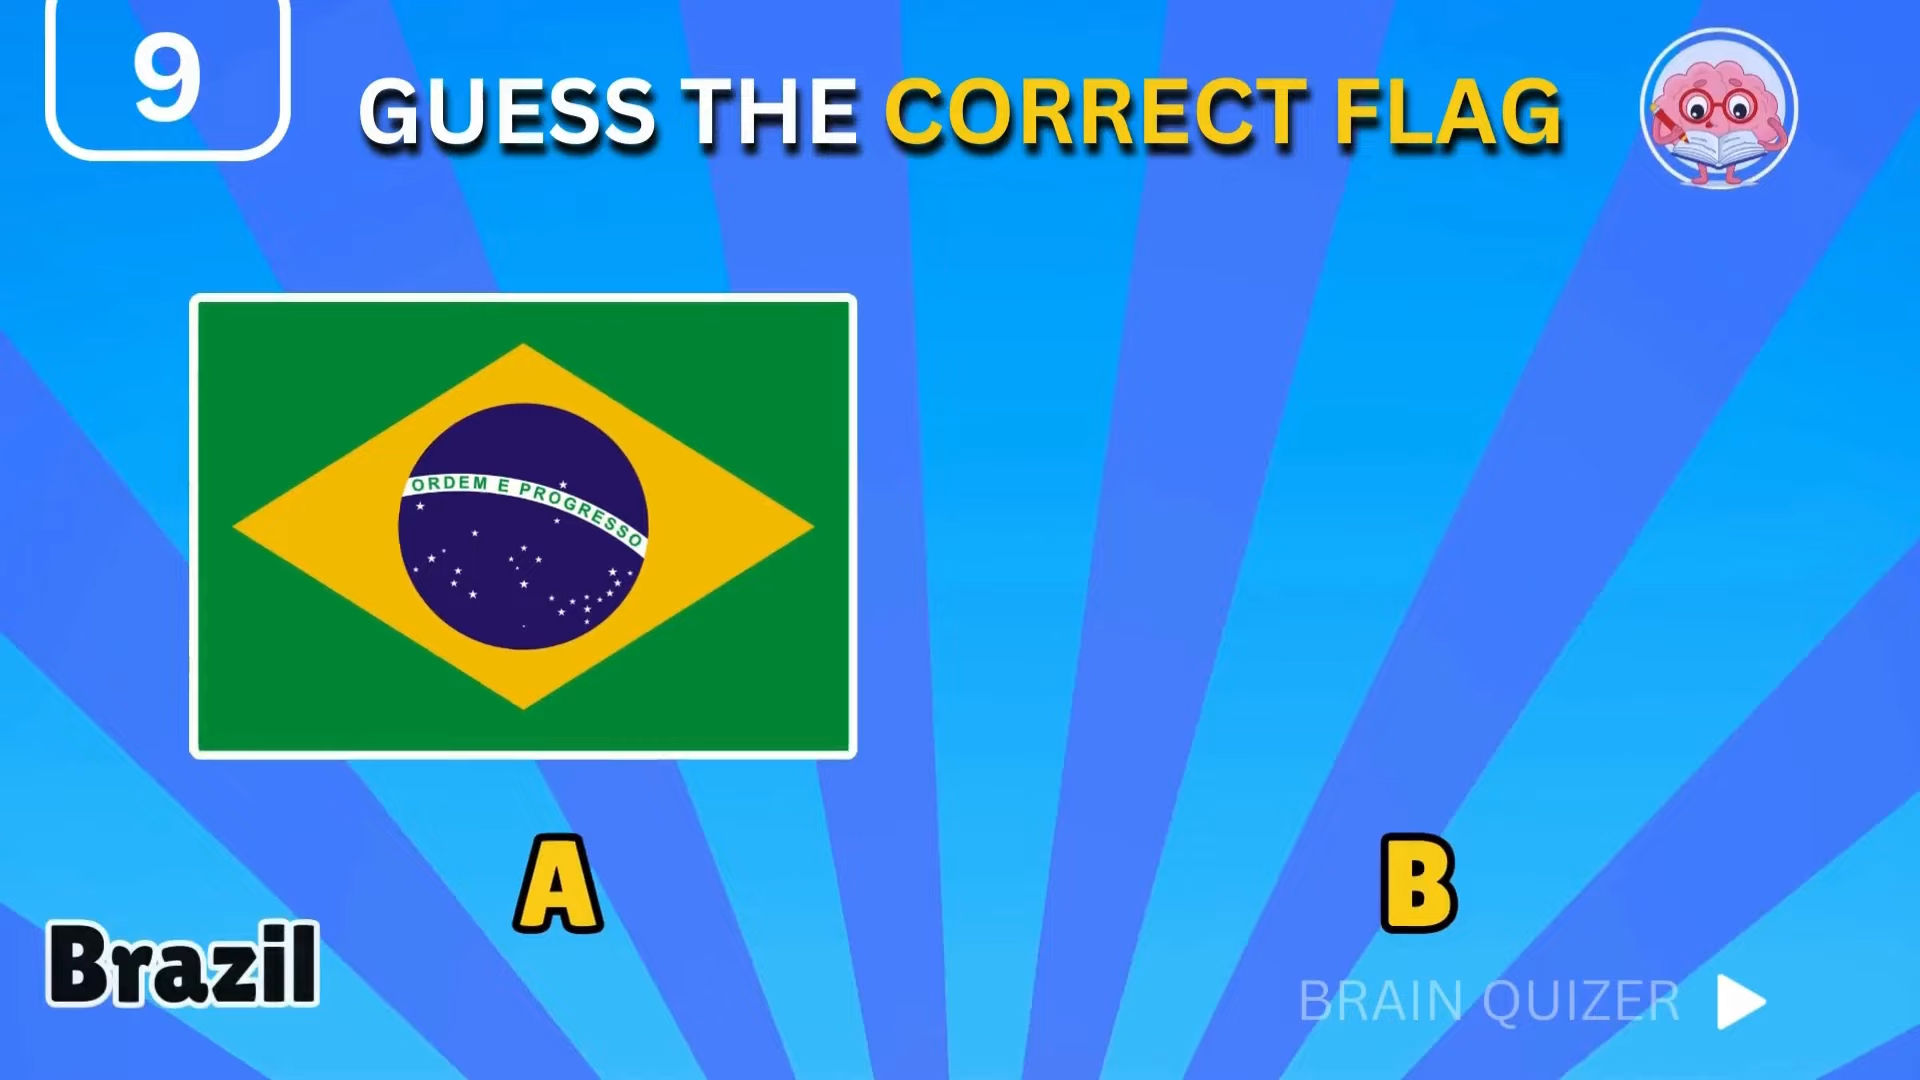 9
GUESS THE CORRECT FLAG
ORDEM E PROGRESSO
A
B
Brazil
BRAIN QUIZER